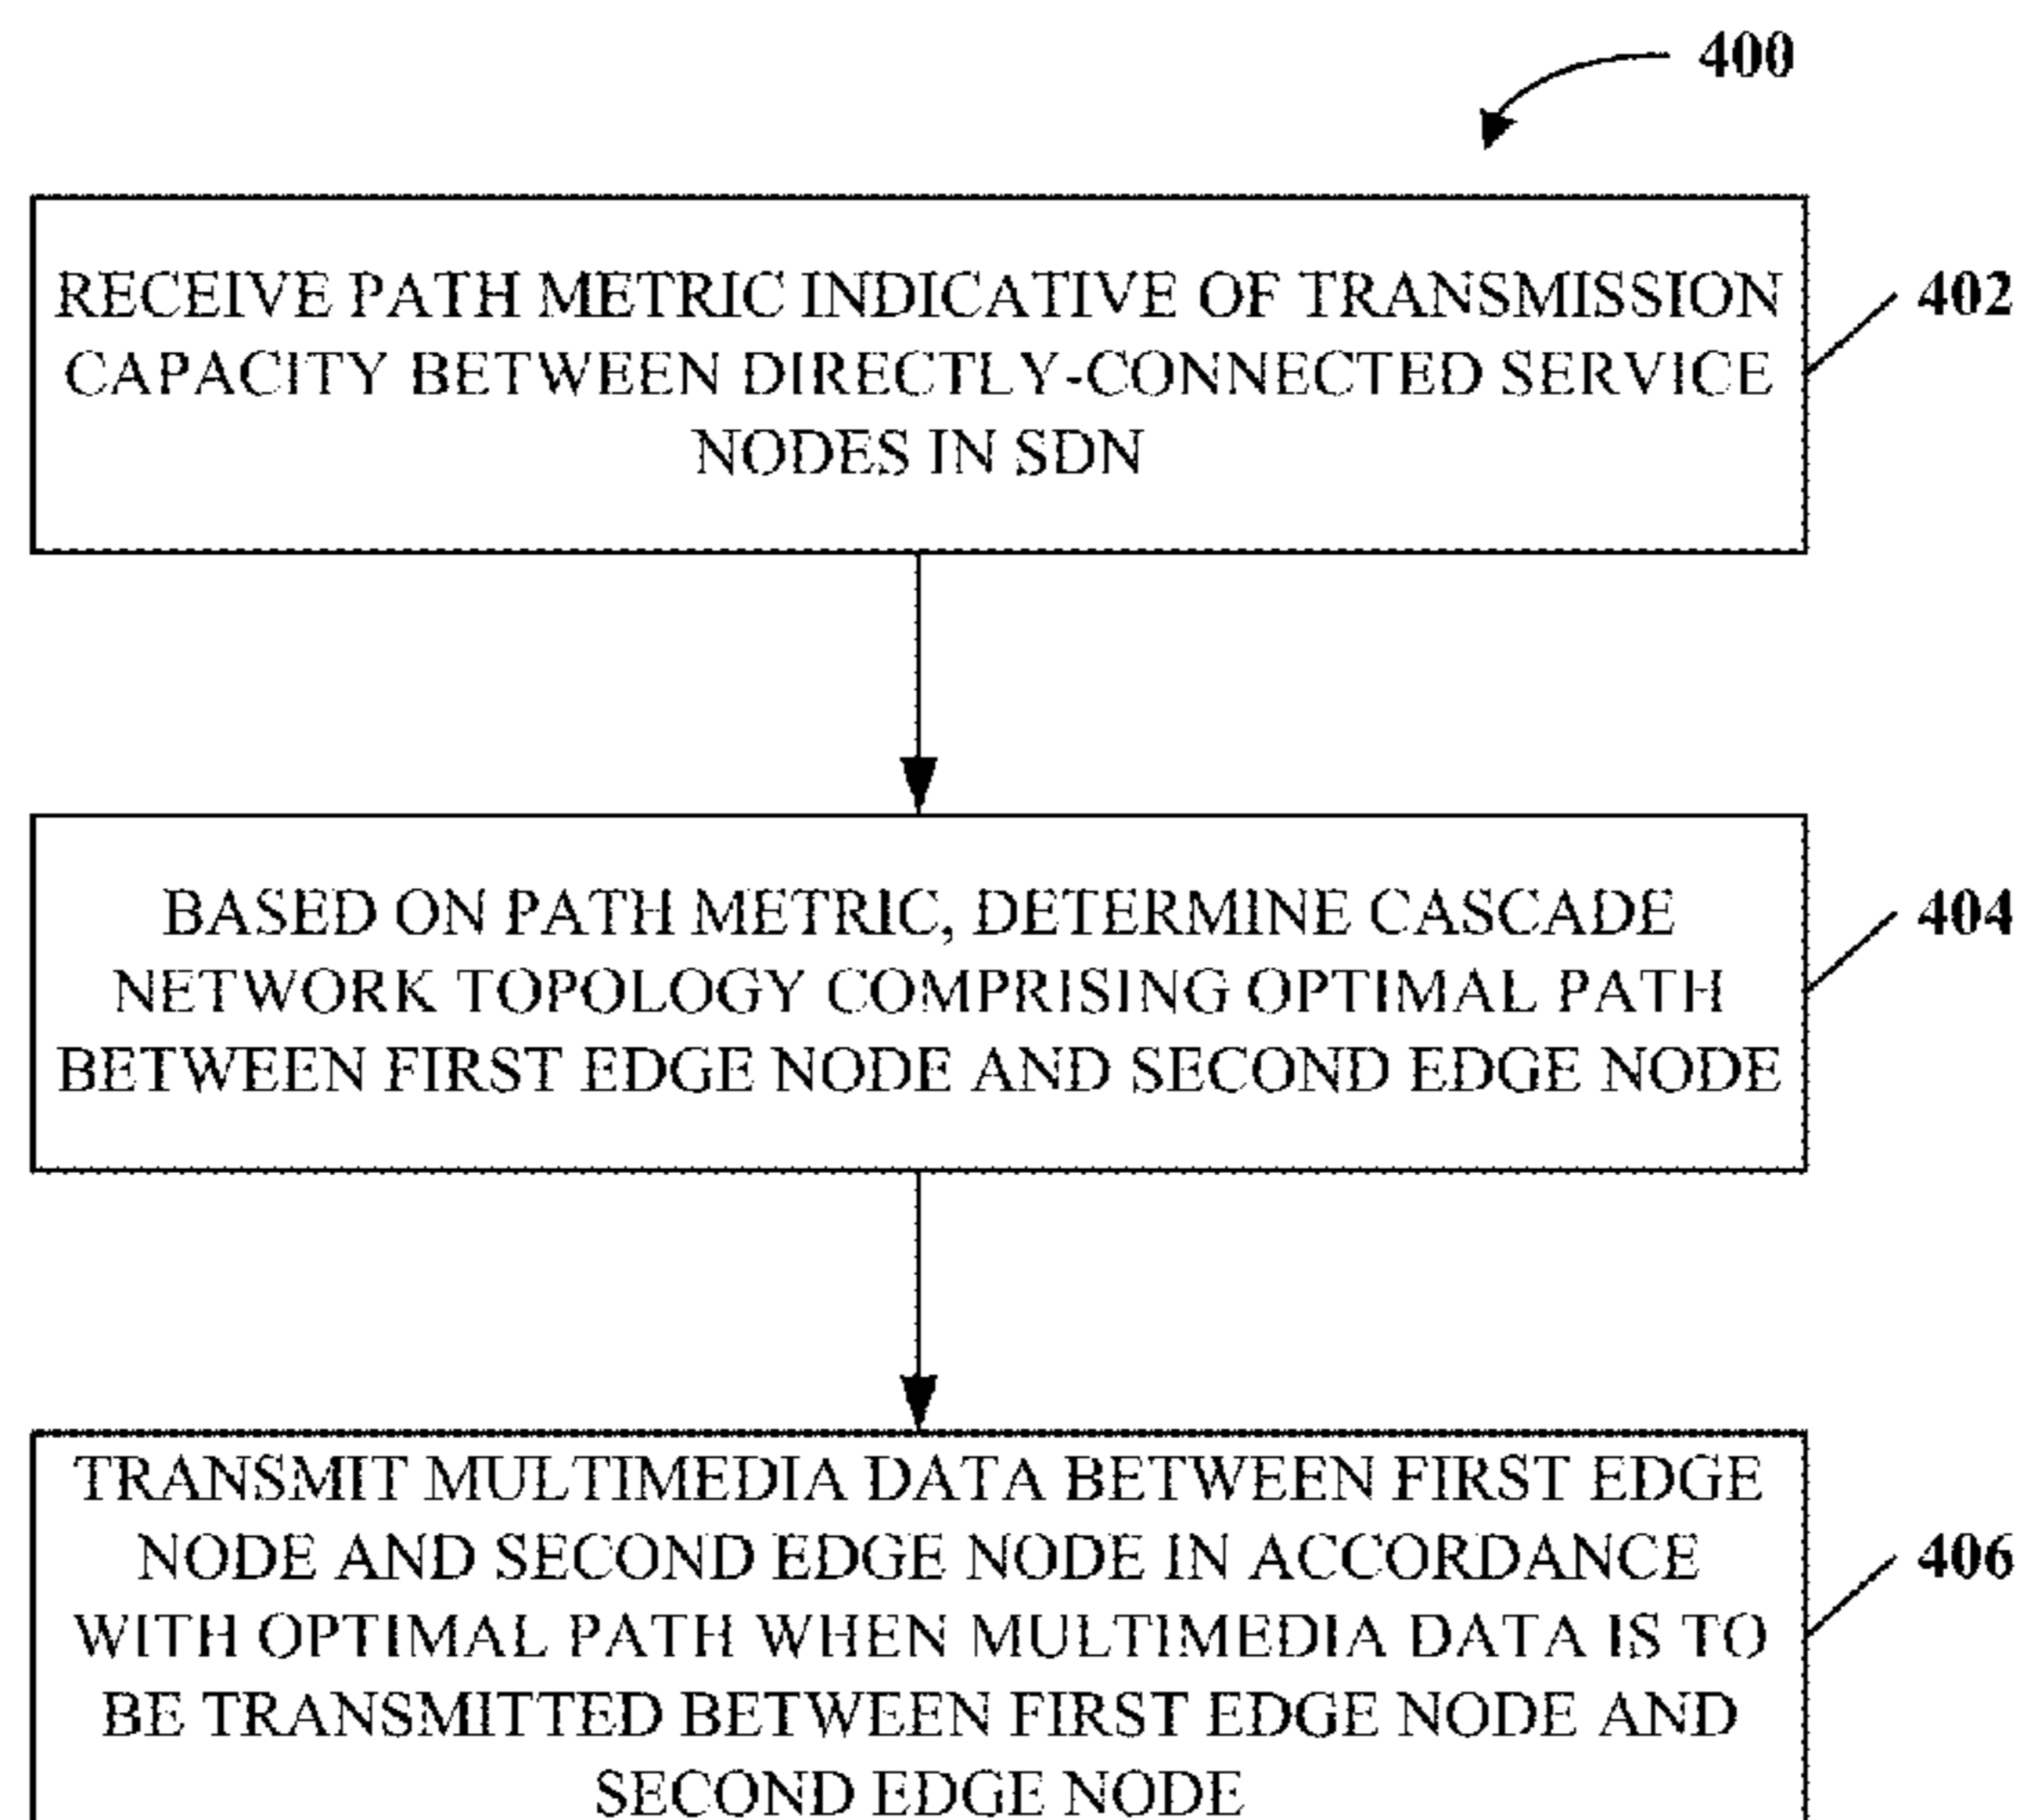 400
RECEIVE PATH METRIC INDICATIVE OF TRANSMISSION
CAPACITY BETWEEN DIRECTLY-CONNECTED SERVICE
NODES IN SDN
402
BASED ON PATH METRIC, DETERMINE CASCADE
NETWORK TOPOLOGY COMPRISING OPTIMAL PATH
BETWEEN FIRST EDGE NODE AND SECOND EDGE NODE
404
TRANSMIT MULTIMEDIA DATA BETWEEN FIRST EDGE
NODE AND SECOND EDGE NODE IN ACCORDANCE
WITH OPTIMAL PATH WHEN MULTIMEDIA DATA IS TO
BE TRANSMITTED BETWEEN FIRST EDGE NODE AND
SECOND EDGE NODE
406